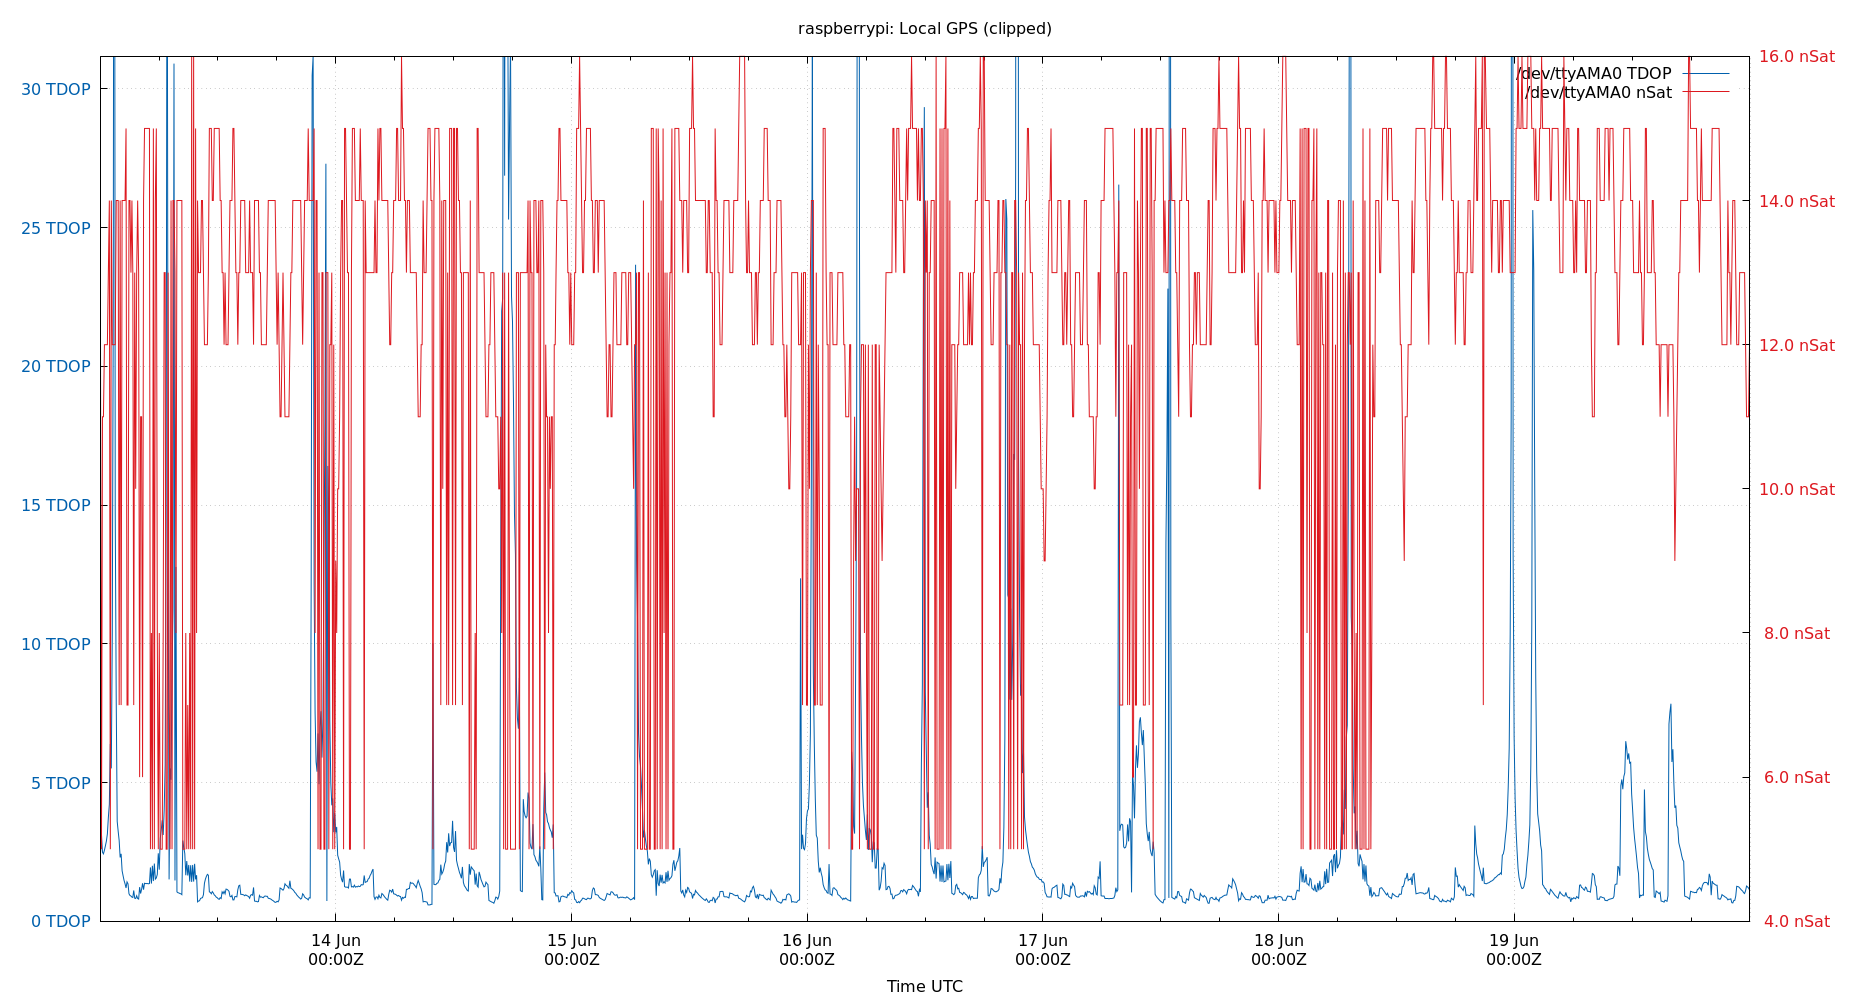 raspberrypi: Local GPS (clipped)
30 TDOP
25 TDOP
20 TDOP
15 TDOP
10 TDOP
5 TDOP
0 TDOP
16.0 nSat
14.0 nSat
12.0 nSat
10.0 nSat
8.0 nSat
6.0 nSat
4.0 nSat
/dev/ttyAMA0 TDOP
/dev/ttyAMA0 nSat
14 Jun
00:00Z
15 Jun
00:00Z
16 Jun
00:00Z
17 Jun
00:00Z
18 Jun
00:00Z
19 Jun
00:00Z
Time UTC